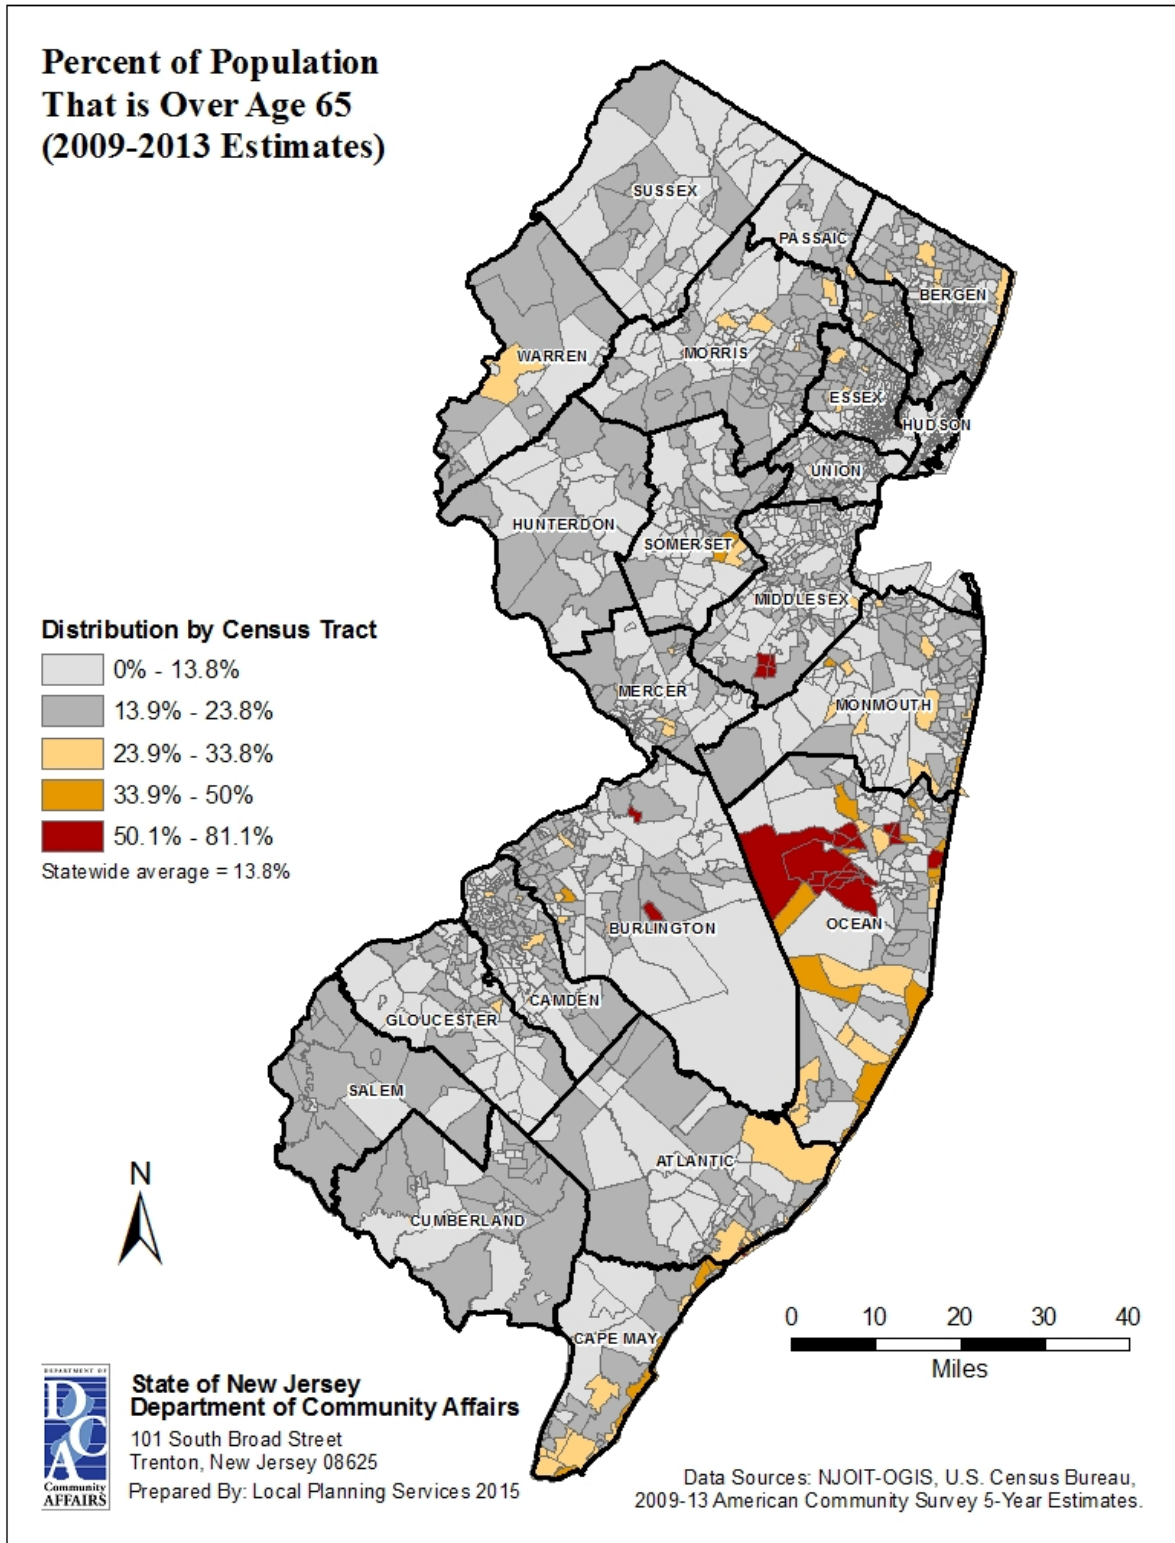 Percent of Population
That is Over Age 65
(2009-2013 Estimates)
SUSSEX
PASSAIC
BERGEN
WARREN
MORRIS
ESSEX
HUDSON
UNION
HUNTERDON
SOMERSET
MIDDLESEX
MERCER
MONMOUTH
Distribution by Census Tract
0% - 13.8%
13.9% - 23.8%
23.9% - 33.8%
33.9% - 50%
50.1% - 81.1%
Statewide average = 13.8%
OCEAN
BURLINGTON
CAMDEN
GLOUCESTER
SALEM
ATLANTIC
CUMBERLAND
CAPE MAY
N
0 10 20 30 40
Miles
DEPARTMENT OF
DCA
Community
AFFAIRS
State of New Jersey
Department of Community Affairs
101 South Broad Street
Trenton, New Jersey 08625
Prepared By: Local Planning Services 2015
Data Sources: NJOIT-OGIS, U.S. Census Bureau,
2009-13 American Community Survey 5-Year Estimates.